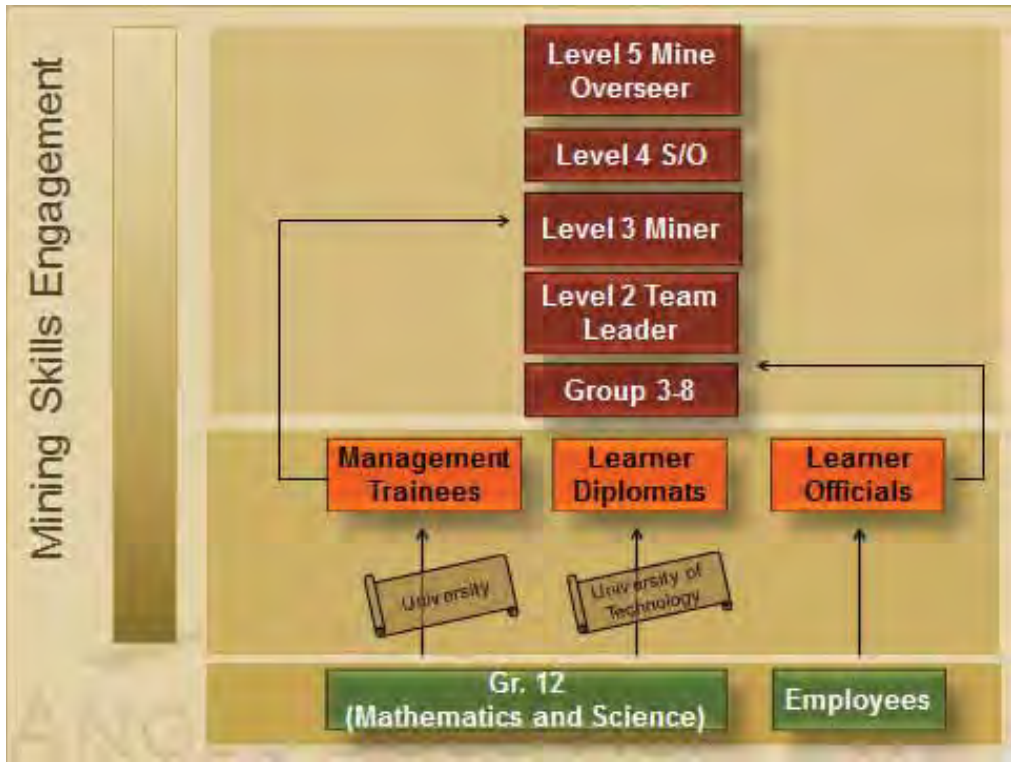 Mining Skills Engagement
Level 5 Mine
Overseer
Level 4 S/O
Level 3 Miner
Level 2 Team
Leader
Group 3-8
Management
Trainees
Learner
Diplomats
Learner
Officials
University
University of
Technology
Gr. 12
(Mathematics and Science)
Employees